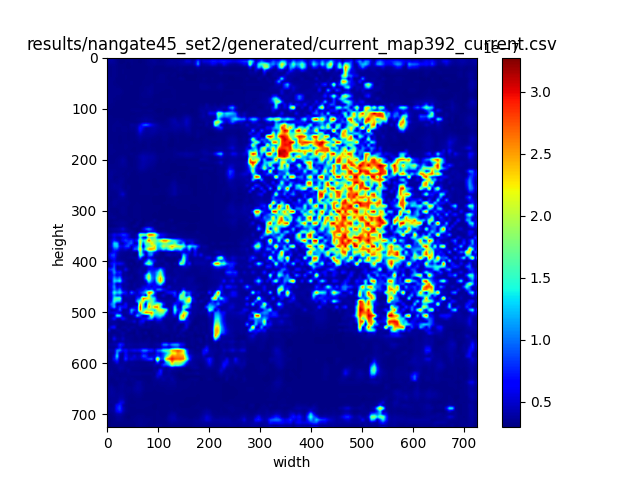 results/nangate45_set2/generated/current_map392_current.csv
1e−7
0
100
200
300
400
500
600
700
height
0 100 200 300 400 500 600 700
width
3.0
2.5
2.0
1.5
1.0
0.5